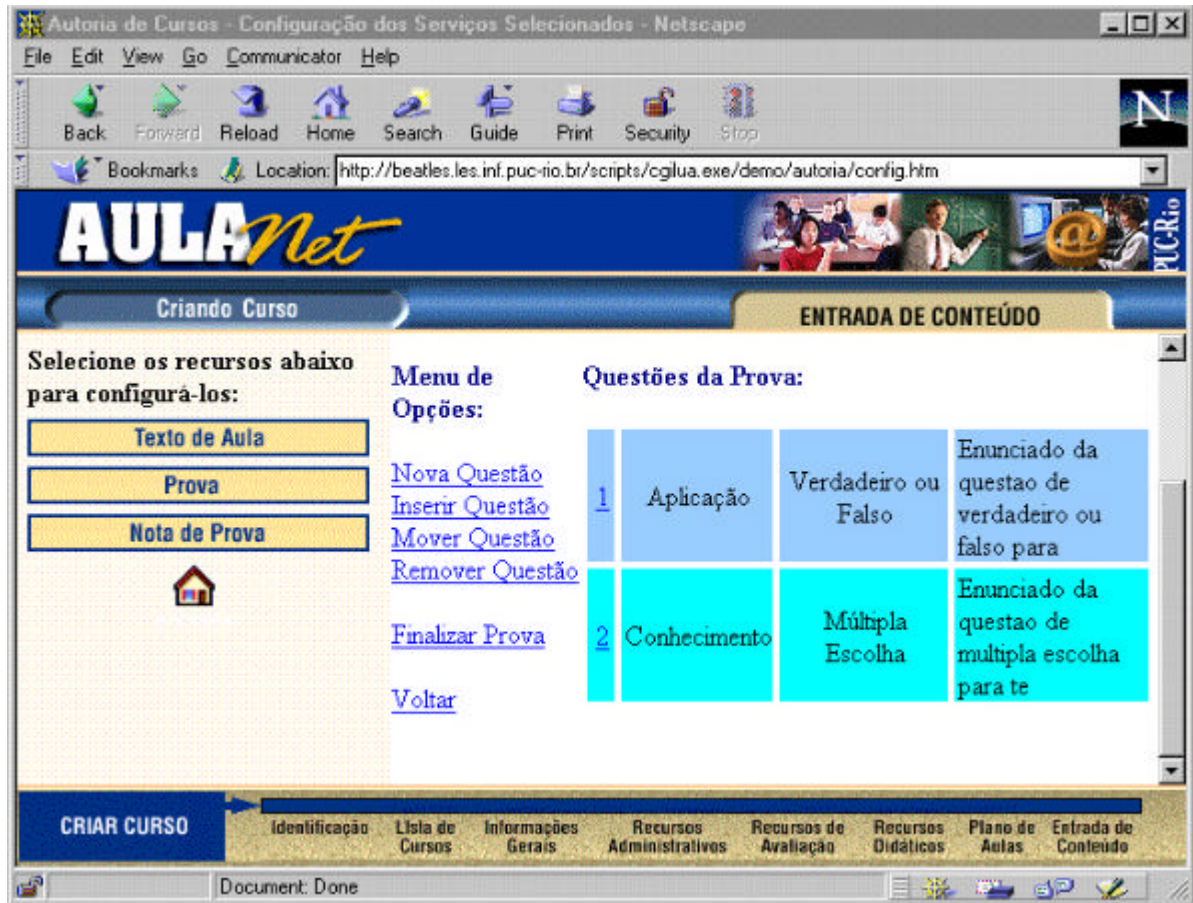 Autoria de Cursos - Configuração dos Serviços Selecionados - Netscape
File Edit View Go Communicator Help
Back Forward Reload Home Search Guide Print Security Stop
N
Bookmarks Location: http://beatles.les.inf.puc-rio.br/scripts/cgilua.exe/demo/autoria/config.htm
AULANet
@
PUC-Rio
Criando Curso
ENTRADA DE CONTEÚDO
Selecione os recursos abaixo
para configurá-los:
Texto de Aula
Prova
Nota de Prova
Menu de
Opções:
Nova Questão
Inserir Questão
Mover Questão
Remover Questão
Finalizar Prova
Voltar
Questões da Prova:
1
Aplicação
Verdadeiro ou
Falso
Enunciado da
questao de
verdadeiro ou
falso para
2
Conhecimento
Múltipla
Escolha
Enunciado da
questao de
multipla escolha
para te
CRIAR CURSO
Identificação
Lista de
Cursos
Informações
Gerais
Recursos
Administrativos
Recursos de
Avaliação
Recursos
Didáticos
Plano de
Aulas
Entrada de
Conteúdo
Document: Done